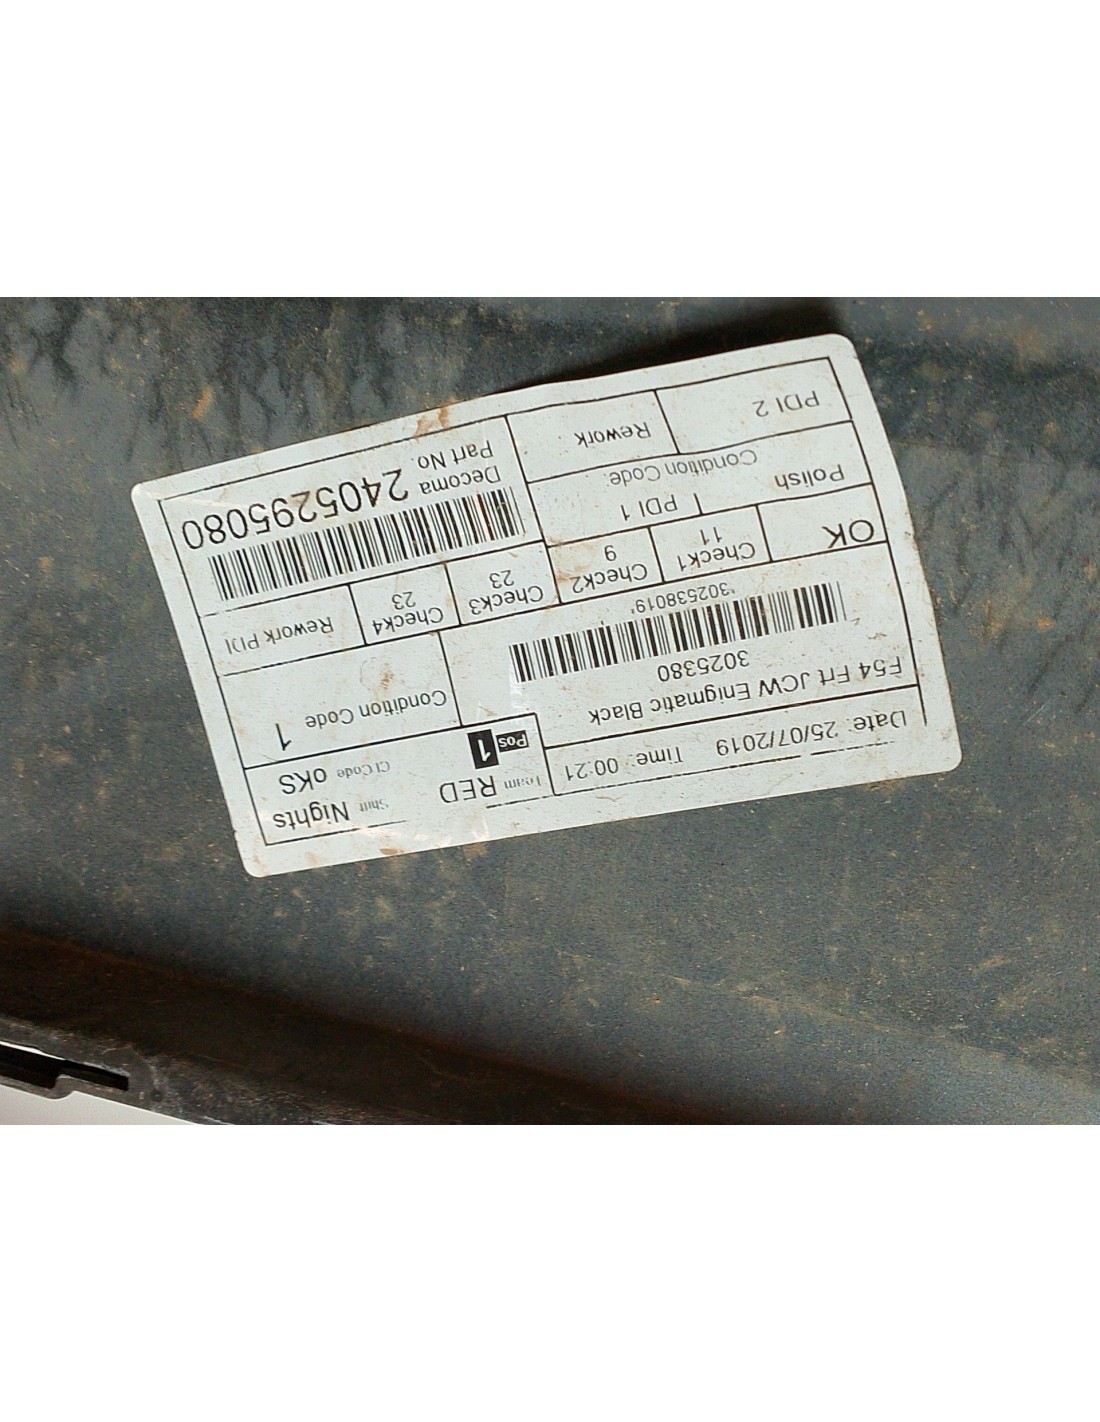 Date: 25/07/2019 Time: 00:21
Team RED Pos 1
Shift Nights
CI Code OKS
F54 Frt JCW Enigmatic Black
3025380
*302538019*
Condition Code 1
OK
Check1 11
Check2 9
Check3 23
Check4 23
Rework PDI
Polish
PDI 1
Condition Code:
PDI 2
Rework
Decoma
Part No. 2405295080